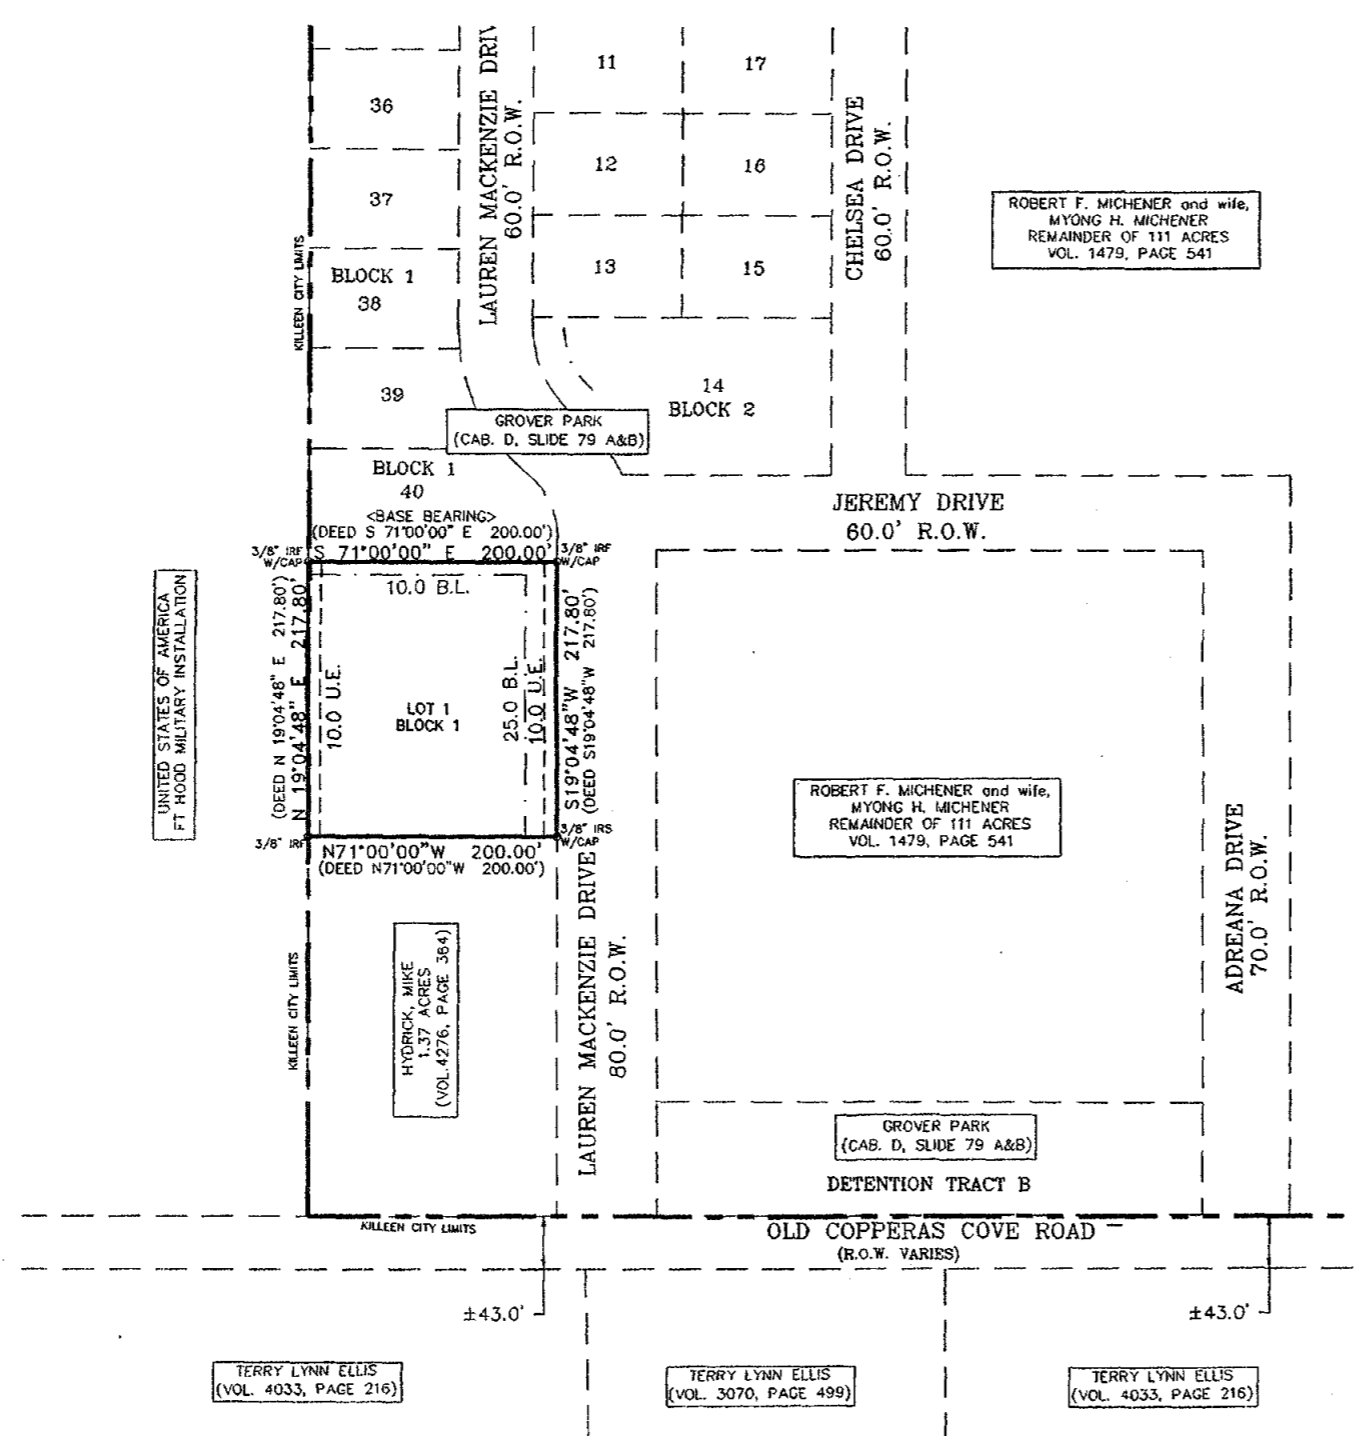 36
37
BLOCK 1
38
39
KILLEEN CITY LIMITS
LAUREN MACKENZIE DRIV
60.0' R.O.W.
11
17
12
16
13
15
14
BLOCK 2
CHELSEA DRIVE
60.0' R.O.W.
ROBERT F. MICHENER and wife,
MYONG H. MICHENER
REMAINDER OF 111 ACRES
VOL. 1479, PAGE 541
GROVER PARK
(CAB. D, SLIDE 79 A&B)
BLOCK 1
40
<BASE BEARING>
(DEED S 71°00'00" E 200.00')
S 71°00'00" E 200.00'
3/8" IRF
W/CAP
3/8" IRF
W/CAP
JEREMY DRIVE
60.0' R.O.W.
UNITED STATES OF AMERICA
FT HOOD MILITARY INSTALLATION
(DEED N 19°04'48" E 217.80')
N 19°04'48" E 217.80'
10.0 B.L.
10.0 U.E.
LOT 1
BLOCK 1
25.0 B.L.
10.0 U.E.
S19°04'48"W 217.80'
(DEED S19°04'48"W 217.80')
3/8" IRF
3/8" IRS
W/CAP
N71°00'00"W 200.00'
(DEED N71°00'00"W 200.00')
ROBERT F. MICHENER and wife,
MYONG H. MICHENER
REMAINDER OF 111 ACRES
VOL. 1479, PAGE 541
ADREANA DRIVE
70.0' R.O.W.
KILLEEN CITY LIMITS
HYDRICK, MIKE
1.37 ACRES
(VOL.4276, PAGE 364)
LAUREN MACKENZIE DRIVE
80.0' R.O.W.
GROVER PARK
(CAB. D, SLIDE 79 A&B)
DETENTION TRACT B
KILLEEN CITY LIMITS
OLD COPPERAS COVE ROAD
(R.O.W. VARIES)
±43.0'
±43.0'
TERRY LYNN ELLIS
(VOL. 4033, PAGE 216)
TERRY LYNN ELLIS
(VOL. 3070, PAGE 499)
TERRY LYNN ELLIS
(VOL. 4033, PAGE 216)